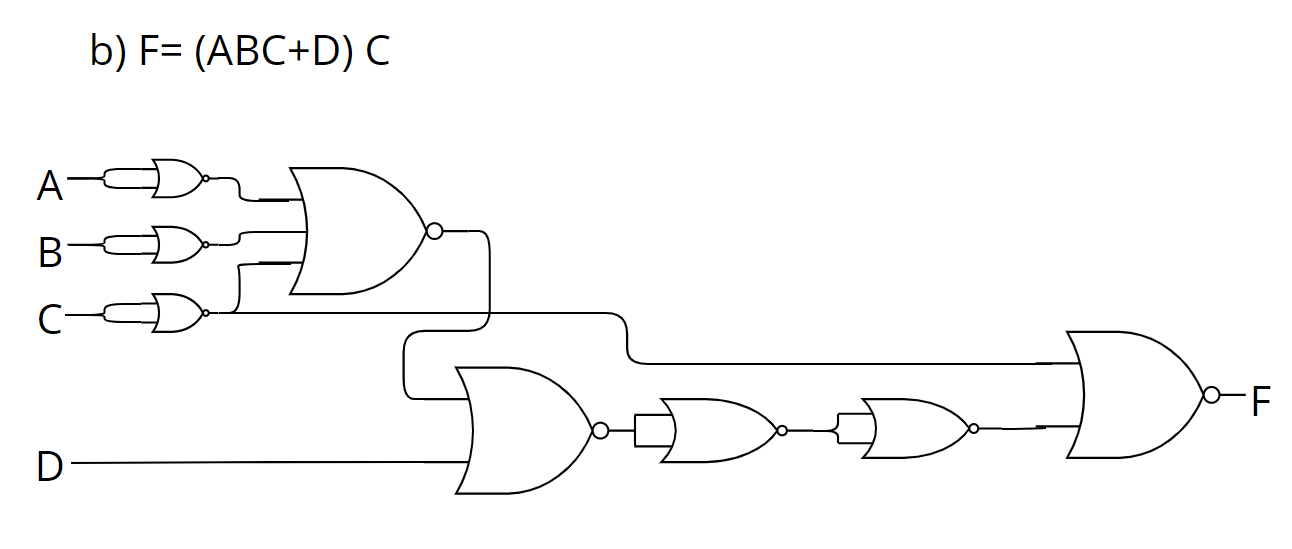 b) F= (ABC+D) C
A
B
C
D
F